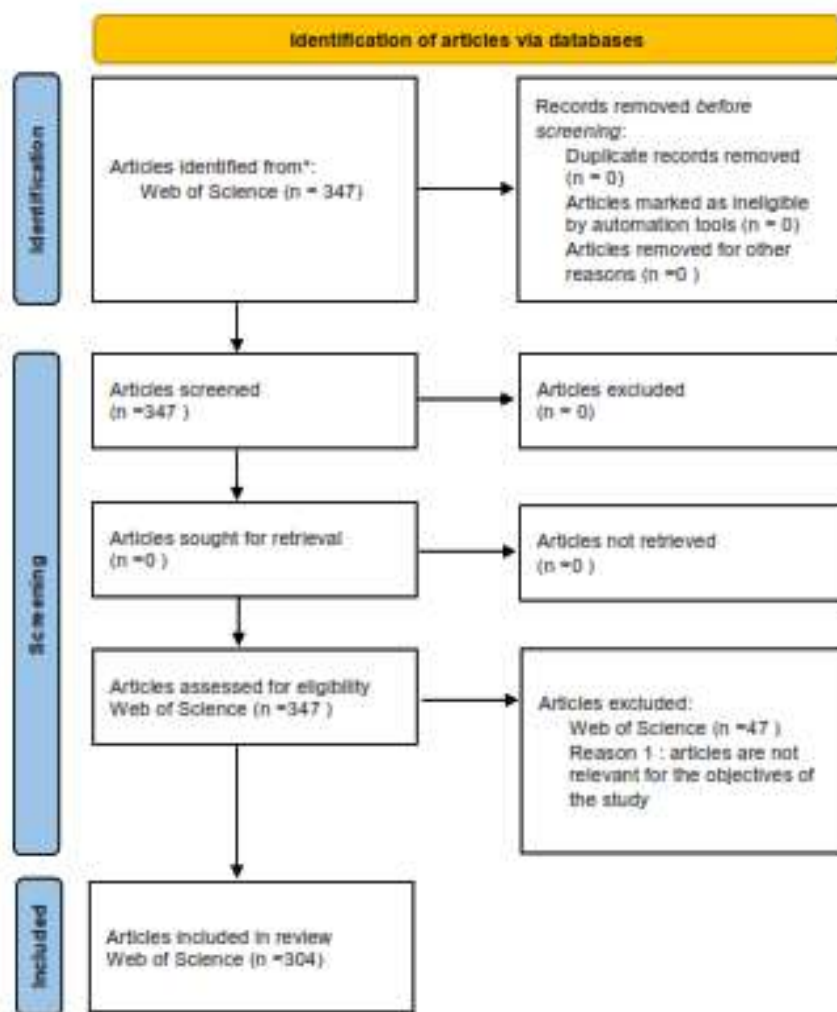 Identification of articles via databases
Identification
Articles identified from*:
Web of Science (n = 347)
Records removed before
screening:
Duplicate records removed
(n = 0)
Articles marked as ineligible
by automation tools (n = 0)
Articles removed for other
reasons (n =0 )
Screening
Articles screened
(n =347 )
Articles excluded
(n = 0)
Articles sought for retrieval
(n =0 )
Articles not retrieved
(n =0 )
Articles assessed for eligibility
Web of Science (n =347 )
Articles excluded:
Web of Science (n =47 )
Reason 1 : articles are not
relevant for the objectives of
the study
Included
Articles included in review
Web of Science (n =304)